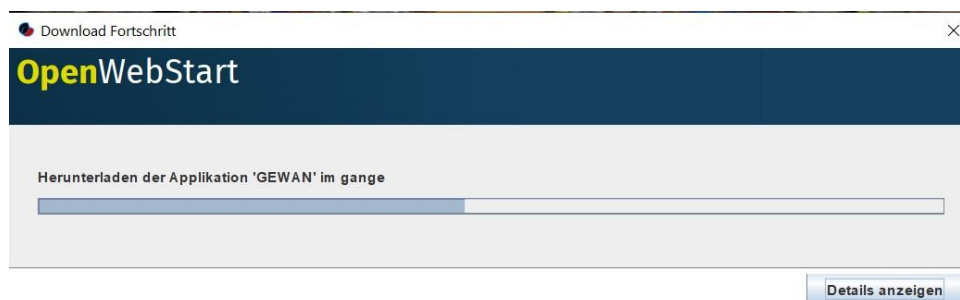 Download Fortschritt
OpenWebStart
Herunterladen der Applikation 'GEWAN' im gange
Details anzeigen